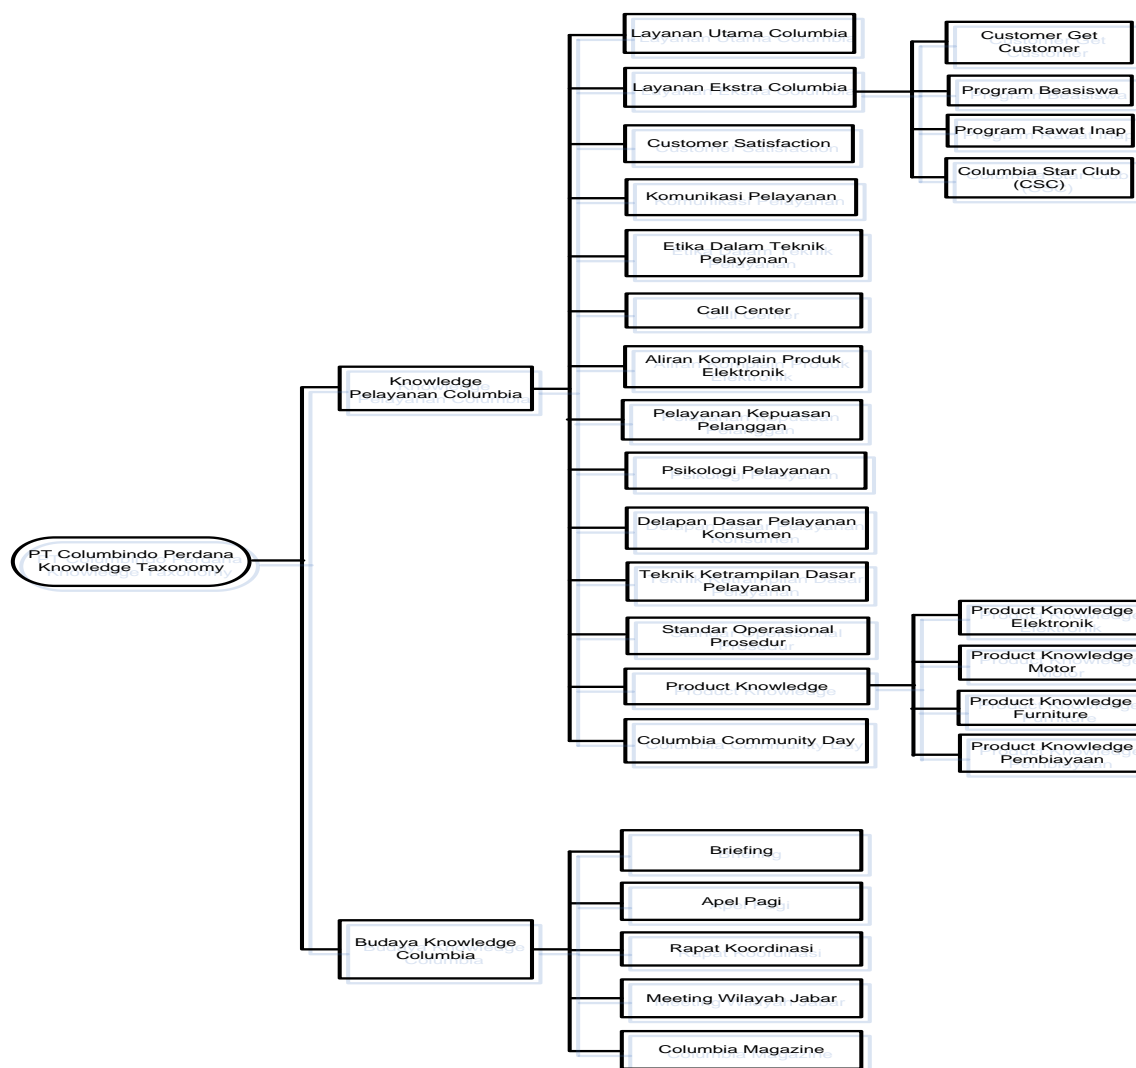 PT Columbindo Perdana
Knowledge Taxonomy
Knowledge
Pelayanan Columbia
Layanan Utama Columbia
Layanan Ekstra Columbia
Customer Get
Customer
Program Beasiswa
Program Rawat Inap
Columbia Star Club
(CSC)
Customer Satisfaction
Komunikasi Pelayanan
Etika Dalam Teknik
Pelayanan
Call Center
Aliran Komplain Produk
Elektronik
Pelayanan Kepuasan
Pelanggan
Psikologi Pelayanan
Delapan Dasar Pelayanan
Konsumen
Teknik Ketrampilan Dasar
Pelayanan
Standar Operasional
Prosedur
Product Knowledge
Product Knowledge
Elektronik
Product Knowledge
Motor
Product Knowledge
Furniture
Product Knowledge
Pembiayaan
Columbia Community Day
Budaya Knowledge
Columbia
Briefing
Apel Pagi
Rapat Koordinasi
Meeting Wilayah Jabar
Columbia Magazine